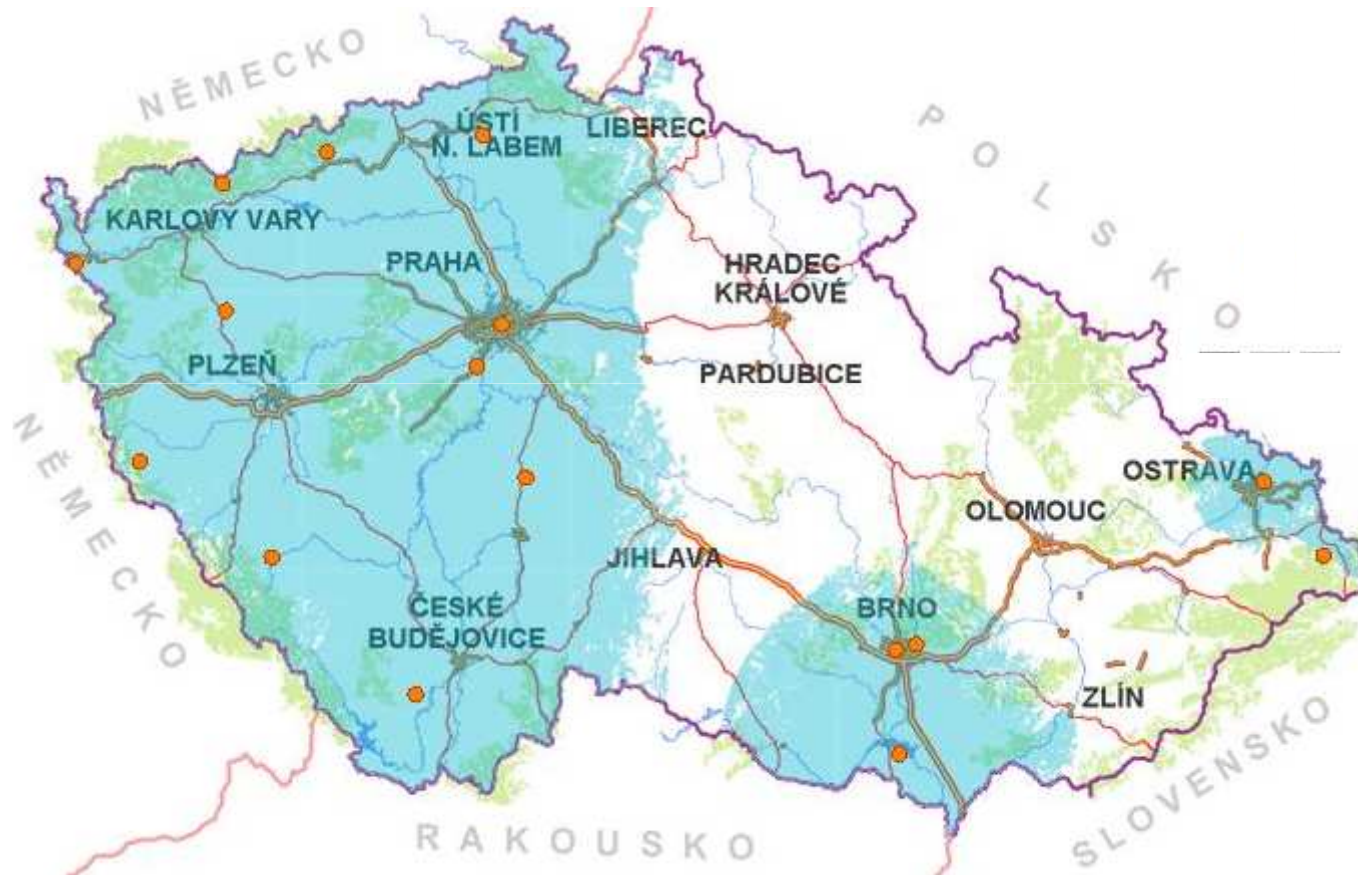 NĚMECKO
POLSKO
ÚSTÍ
N. LABEM
LIBEREC
KARLOVY VARY
PRAHA
HRADEC
KRÁLOVÉ
PLZEŇ
PARDUBICE
NĚMECKO
OSTRAVA
OLOMOUC
JIHLAVA
ČESKÉ
BUDĚJOVICE
BRNO
ZLÍN
SLOVENSKO
RAKOUSKO